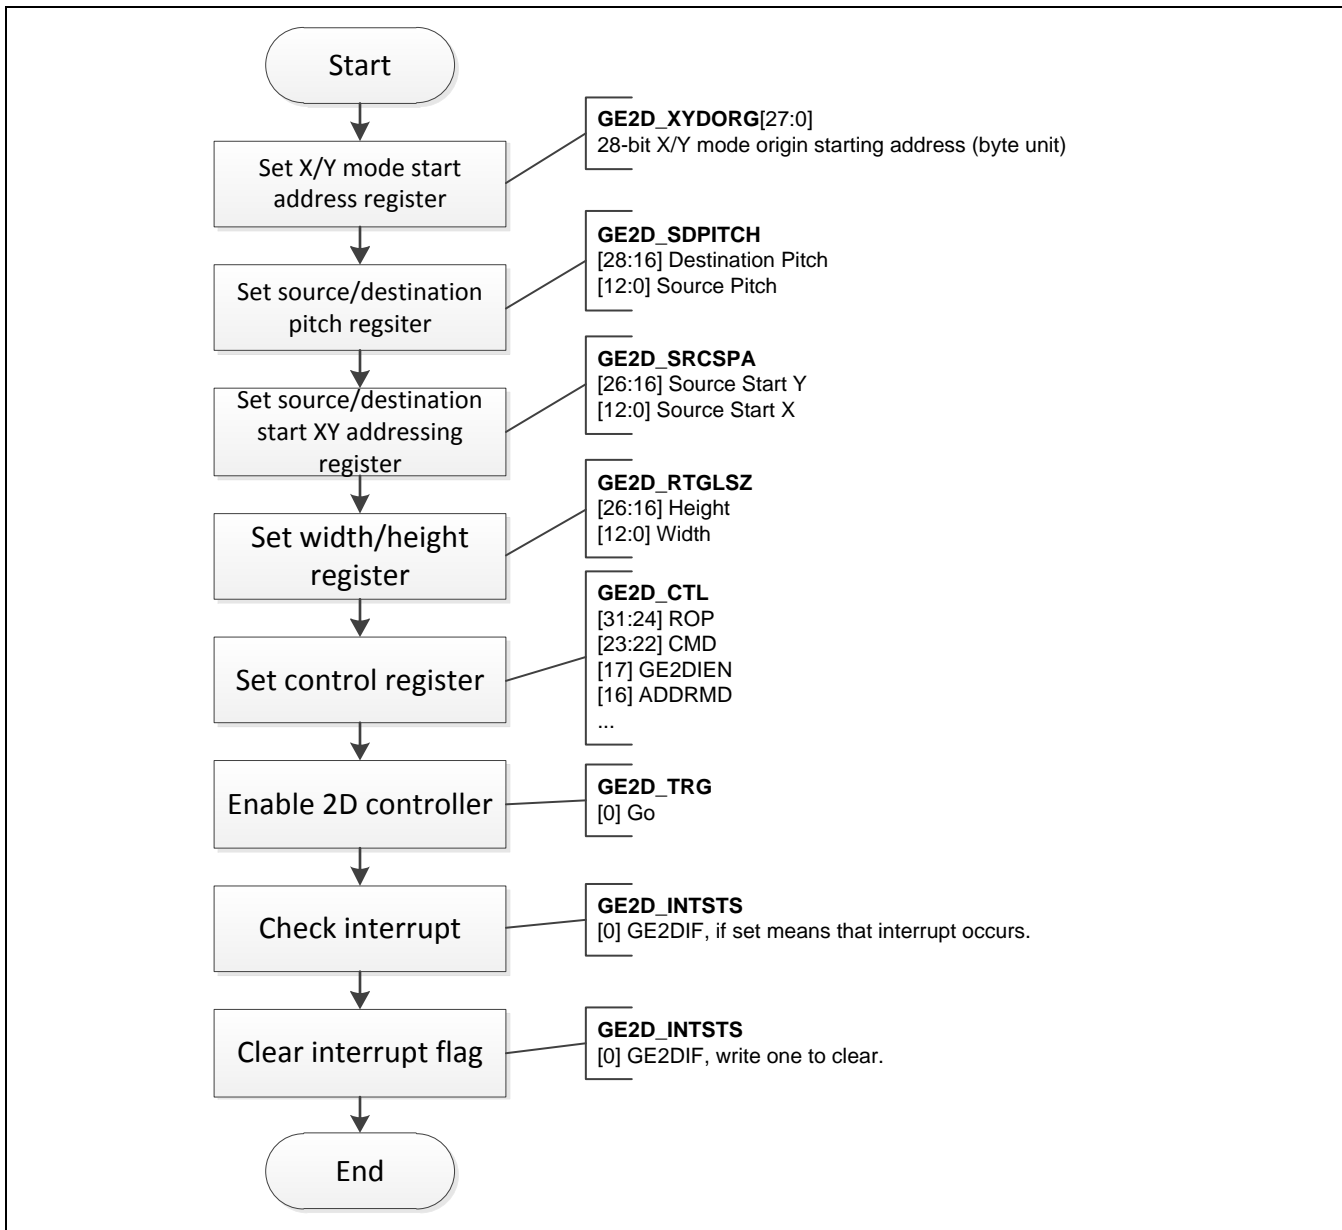 Start
GE2D_XYDORG[27:0]
28-bit X/Y mode origin starting address (byte unit)
Set X/Y mode start
address register
GE2D_SDPITCH
[28:16] Destination Pitch
[12:0] Source Pitch
Set source/destination
pitch regsiter
GE2D_SRCSPA
[26:16] Source Start Y
[12:0] Source Start X
Set source/destination
start XY addressing
register
GE2D_RTGLSZ
[26:16] Height
[12:0] Width
Set width/height
register
GE2D_CTL
[31:24] ROP
[23:22] CMD
[17] GE2DIEN
[16] ADDRMD
...
Set control register
GE2D_TRG
[0] Go
Enable 2D controller
GE2D_INTSTS
[0] GE2DIF, if set means that interrupt occurs.
Check interrupt
GE2D_INTSTS
[0] GE2DIF, write one to clear.
Clear interrupt flag
End